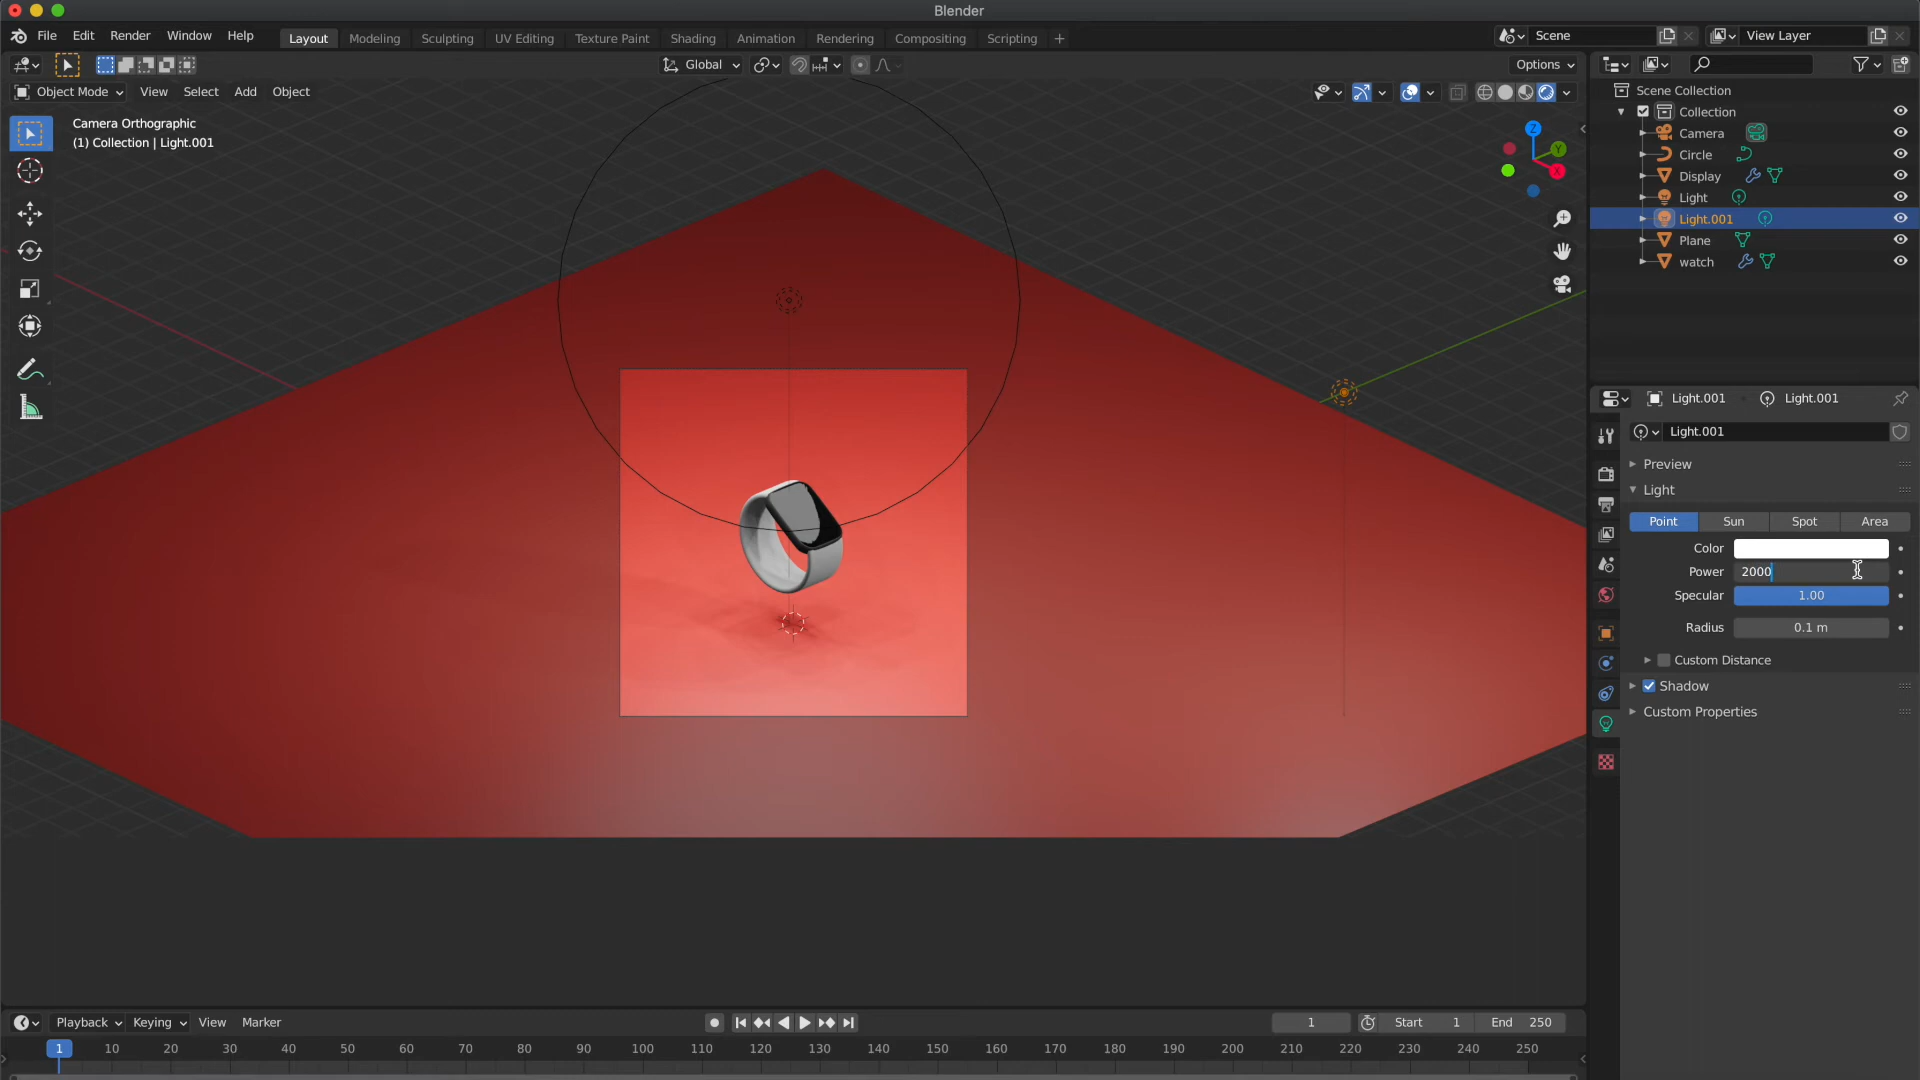 Blender
File Edit Render Window Help Layout Modeling Sculpting UV Editing Texture Paint Shading Animation Rendering Compositing Scripting + Scene View Layer
Global Options
Object Mode View Select Add Object
Camera Orthographic
(1) Collection | Light.001
Z
Y
X
Scene Collection
Collection
Camera
Circle
Display
Light
Light.001
Plane
watch
Light.001 Light.001
Light.001
Preview
Light
Point Sun Spot Area
Color
Power 2000
Specular 1.00
Radius 0.1 m
Custom Distance
Shadow
Custom Properties
Playback Keying View Marker 1 Start 1 End 250
1 10 20 30 40 50 60 70 80 90 100 110 120 130 140 150 160 170 180 190 200 210 220 230 240 250